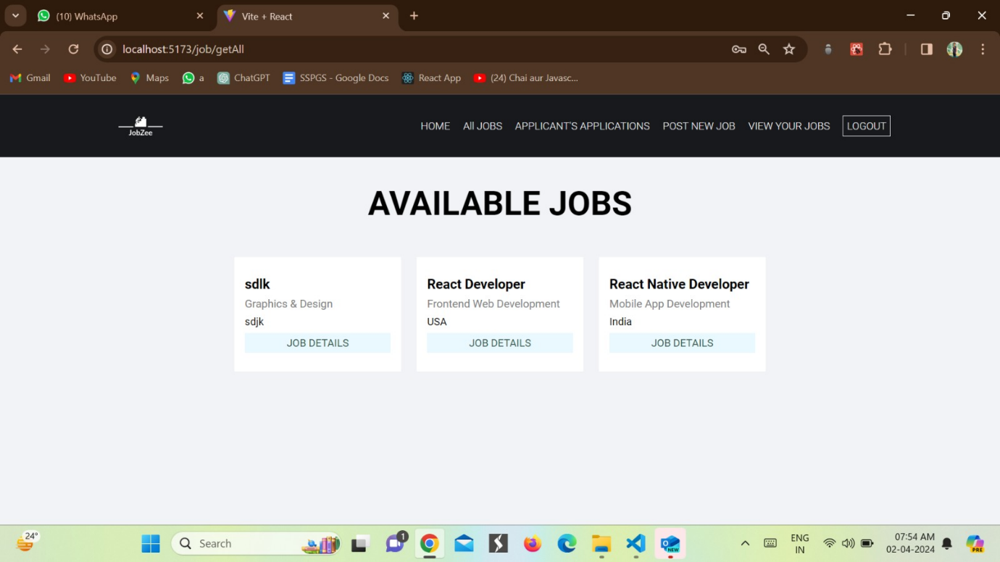 (10) WhatsApp
Vite + React
localhost:5173/job/getAll
Gmail YouTube Maps a ChatGPT SSPGS - Google Docs React App (24) Chai aur Javasc...
JobZee
HOME All JOBS APPLICANT'S APPLICATIONS POST NEW JOB VIEW YOUR JOBS LOGOUT
AVAILABLE JOBS
sdlk
Graphics & Design
sdjk
JOB DETAILS
React Developer
Frontend Web Development
USA
JOB DETAILS
React Native Developer
Mobile App Development
India
JOB DETAILS
24°
Search
1
NEW
ENG
IN
07:54 AM
02-04-2024
PRE